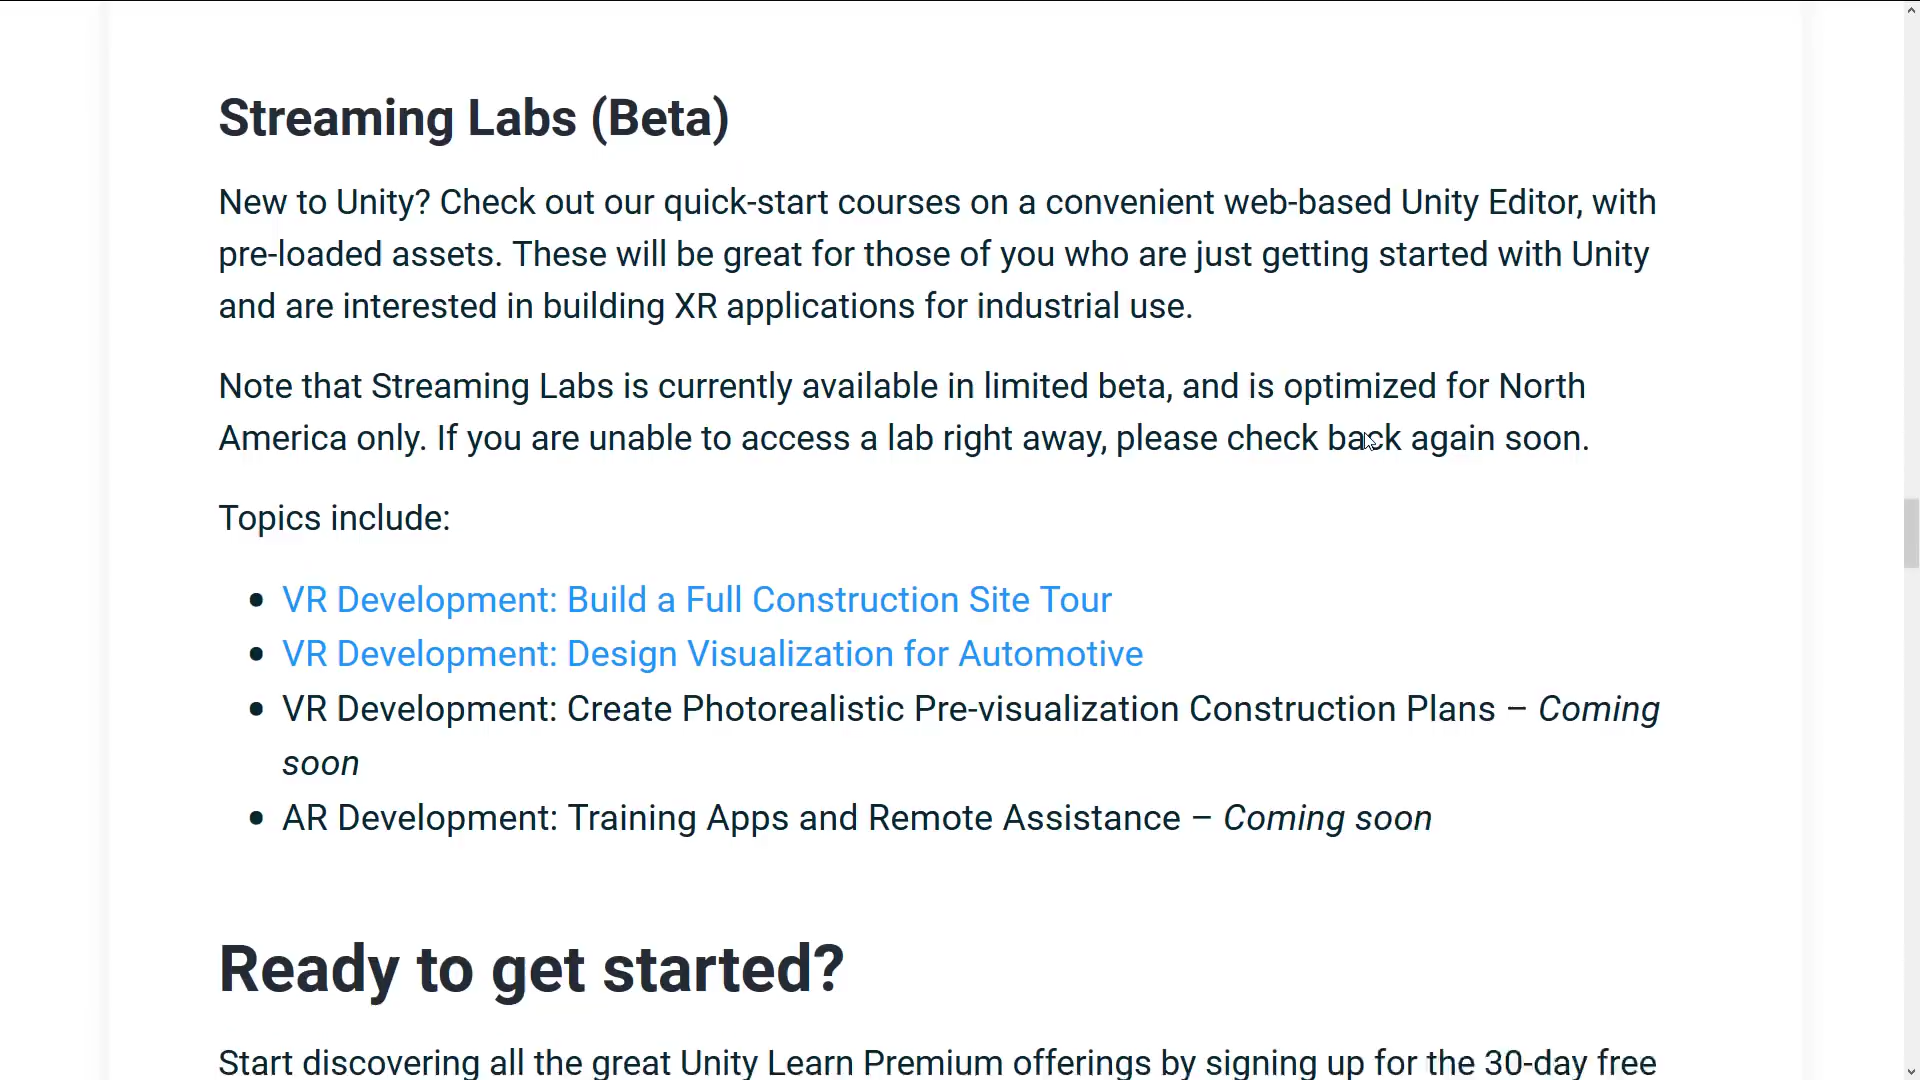 Streaming Labs (Beta)
New to Unity? Check out our quick-start courses on a convenient web-based Unity Editor, with
pre-loaded assets. These will be great for those of you who are just getting started with Unity
and are interested in building XR applications for industrial use.
Note that Streaming Labs is currently available in limited beta, and is optimized for North
America only. If you are unable to access a lab right away, please check back again soon.
Topics include:
• VR Development: Build a Full Construction Site Tour
• VR Development: Design Visualization for Automotive
• VR Development: Create Photorealistic Pre-visualization Construction Plans – Coming
soon
• AR Development: Training Apps and Remote Assistance – Coming soon
Ready to get started?
Start discovering all the great Unity Learn Premium offerings by signing up for the 30-day free